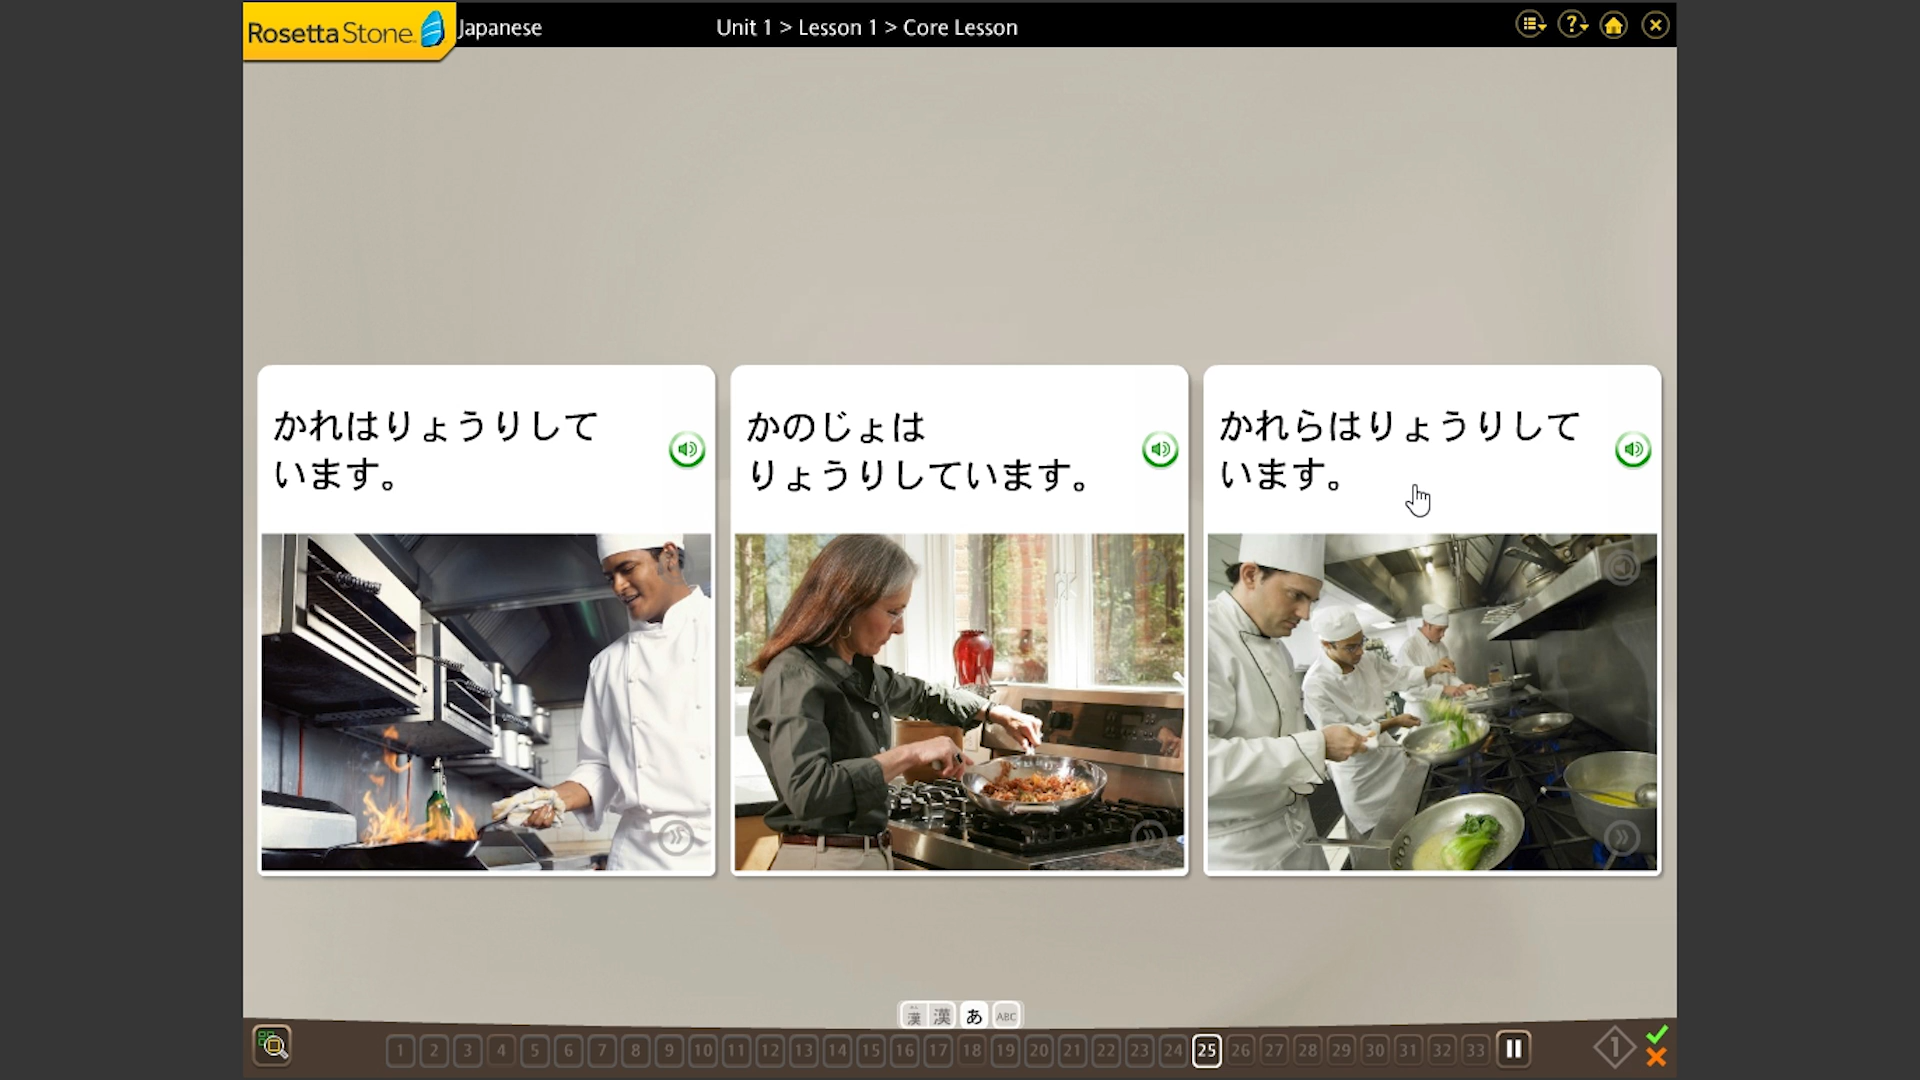 RosettaStone
Japanese
Unit 1 > Lesson 1 > Core Lesson
かれはりょうりして
います。
かのじょは
りょうりしています。
かれらはりょうりして
います。
漢 漢 あ ABC
1 2 3 4 5 6 7 8 9 10 11 12 13 14 15 16 17 18 19 20 21 22 23 24 25 26 27 28 29 30 31 32 33
1